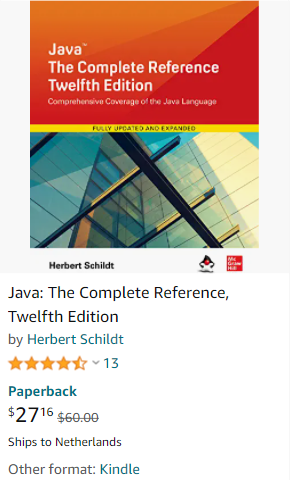 Java™
The Complete Reference
Twelfth Edition
Comprehensive Coverage of the Java Language
FULLY UPDATED AND EXPANDED
Herbert Schildt
Mc
Graw
Hill
Java: The Complete Reference,
Twelfth Edition
by Herbert Schildt
13
Paperback
$27.16 $60.00
Ships to Netherlands
Other format: Kindle